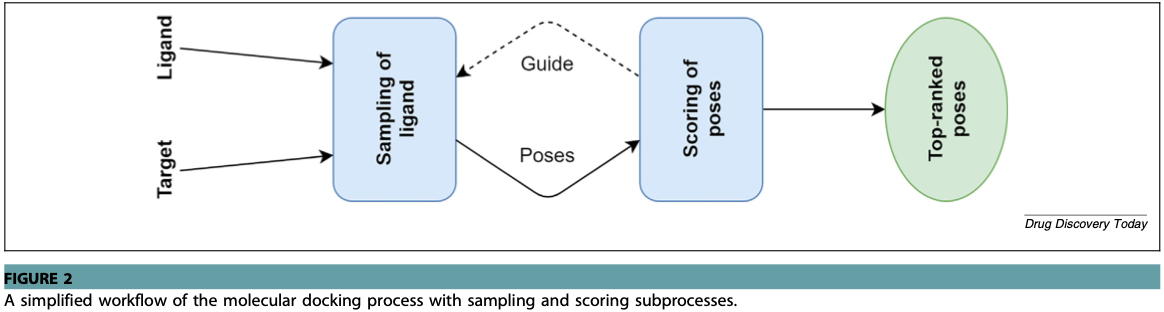 Ligand
Target
Sampling of
ligand
Guide
Poses
Scoring of
poses
Top-ranked
poses
Drug Discovery Today
FIGURE 2
A simplified workflow of the molecular docking process with sampling and scoring subprocesses.